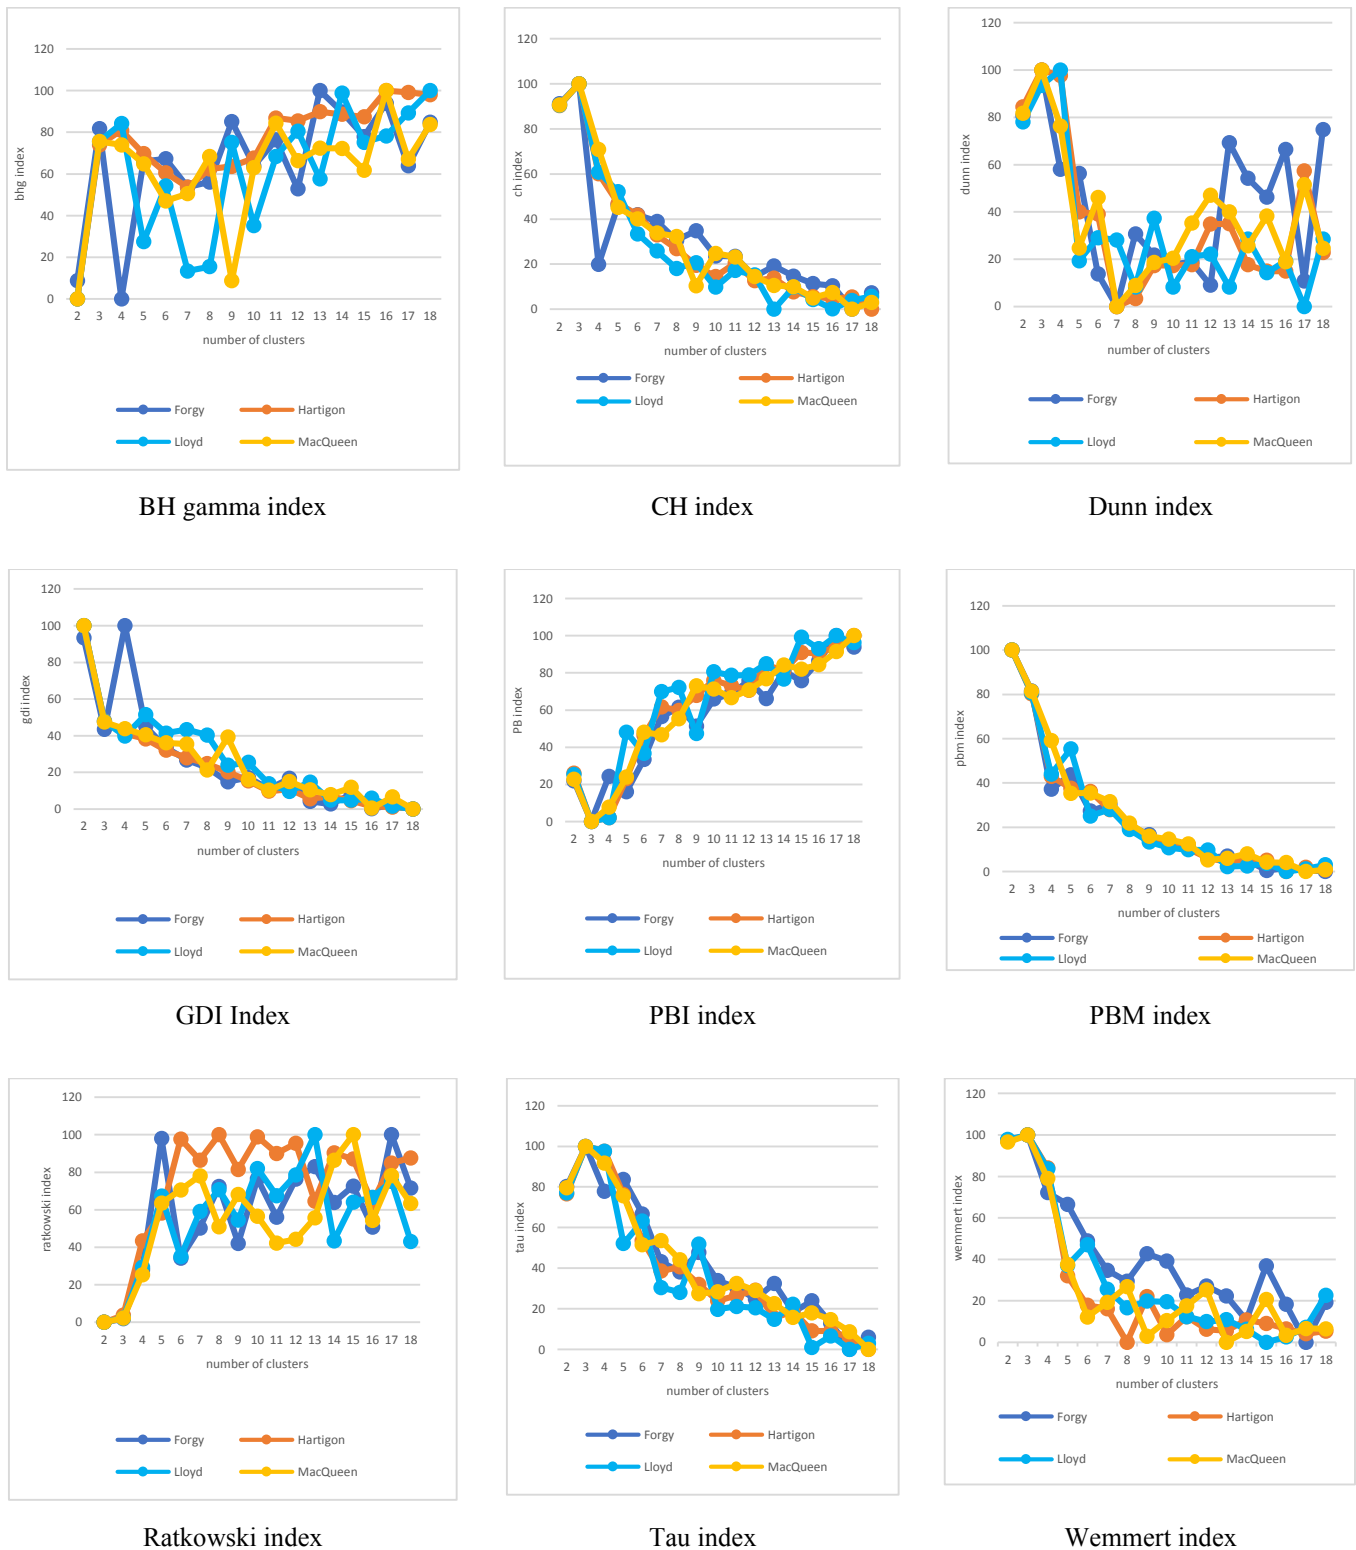 120
100
80
60
40
20
0
bhg index
2 3 4 5 6 7 8 9 10 11 12 13 14 15 16 17 18
number of clusters
Forgy Hartigon
Lloyd MacQueen
BH gamma index
120
100
80
60
40
20
0
ch index
2 3 4 5 6 7 8 9 10 11 12 13 14 15 16 17 18
number of clusters
Forgy Hartigon
Lloyd MacQueen
CH index
120
100
80
60
40
20
0
dunn index
2 3 4 5 6 7 8 9 10 11 12 13 14 15 16 17 18
number of clusters
Forgy Hartigon
Lloyd MacQueen
Dunn index
120
100
80
60
40
20
0
gdi index
2 3 4 5 6 7 8 9 10 11 12 13 14 15 16 17 18
number of clusters
Forgy Hartigon
Lloyd MacQueen
GDI Index
120
100
80
60
40
20
0
PB index
2 3 4 5 6 7 8 9 10 11 12 13 14 15 16 17 18
number of clusters
Forgy Hartigon
Lloyd MacQueen
PBI index
120
100
80
60
40
20
0
pbm index
2 3 4 5 6 7 8 9 10 11 12 13 14 15 16 17 18
number of clusters
Forgy Hartigon
Lloyd MacQueen
PBM index
120
100
80
60
40
20
0
ratkowski index
2 3 4 5 6 7 8 9 10 11 12 13 14 15 16 17 18
number of clusters
Forgy Hartigon
Lloyd MacQueen
Ratkowski index
120
100
80
60
40
20
0
tau index
2 3 4 5 6 7 8 9 10 11 12 13 14 15 16 17 18
number of clusters
Forgy Hartigon
Lloyd MacQueen
Tau index
120
100
80
60
40
20
0
wemmert index
2 3 4 5 6 7 8 9 10 11 12 13 14 15 16 17 18
number of clusters
Forgy Hartigon
Lloyd MacQueen
Wemmert index